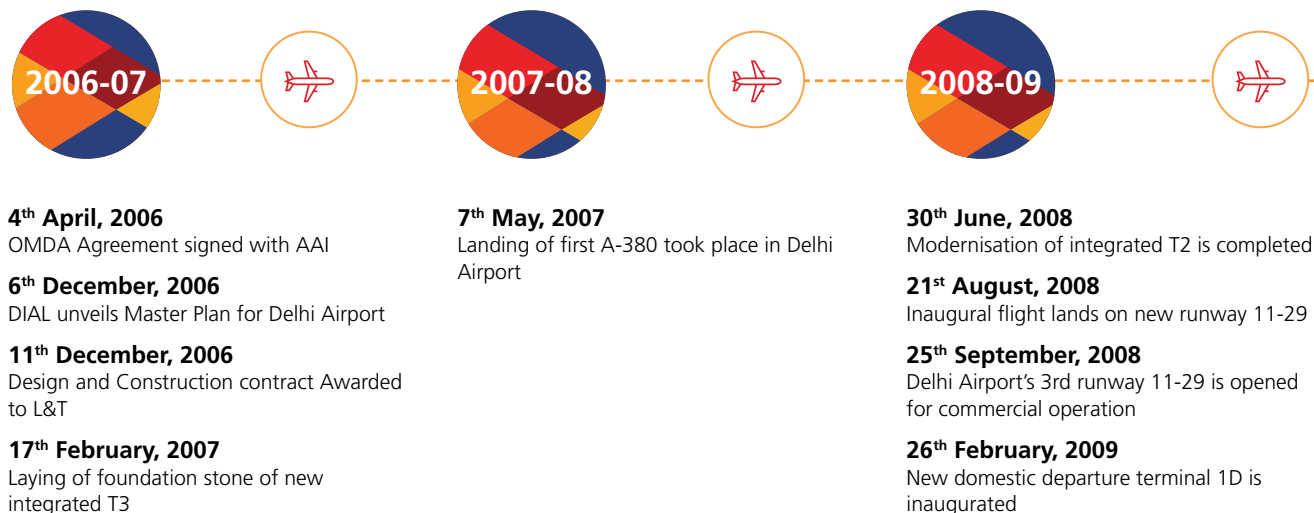 2006-07
4th April, 2006
OMDA Agreement signed with AAI
6th December, 2006
DIAL unveils Master Plan for Delhi Airport
11th December, 2006
Design and Construction contract Awarded
to L&T
17th February, 2007
Laying of foundation stone of new
integrated T3
2007-08
7th May, 2007
Landing of first A-380 took place in Delhi
Airport
2008-09
30th June, 2008
Modernisation of integrated T2 is completed
21st August, 2008
Inaugural flight lands on new runway 11-29
25th September, 2008
Delhi Airport’s 3rd runway 11-29 is opened
for commercial operation
26th February, 2009
New domestic departure terminal 1D is
inaugurated